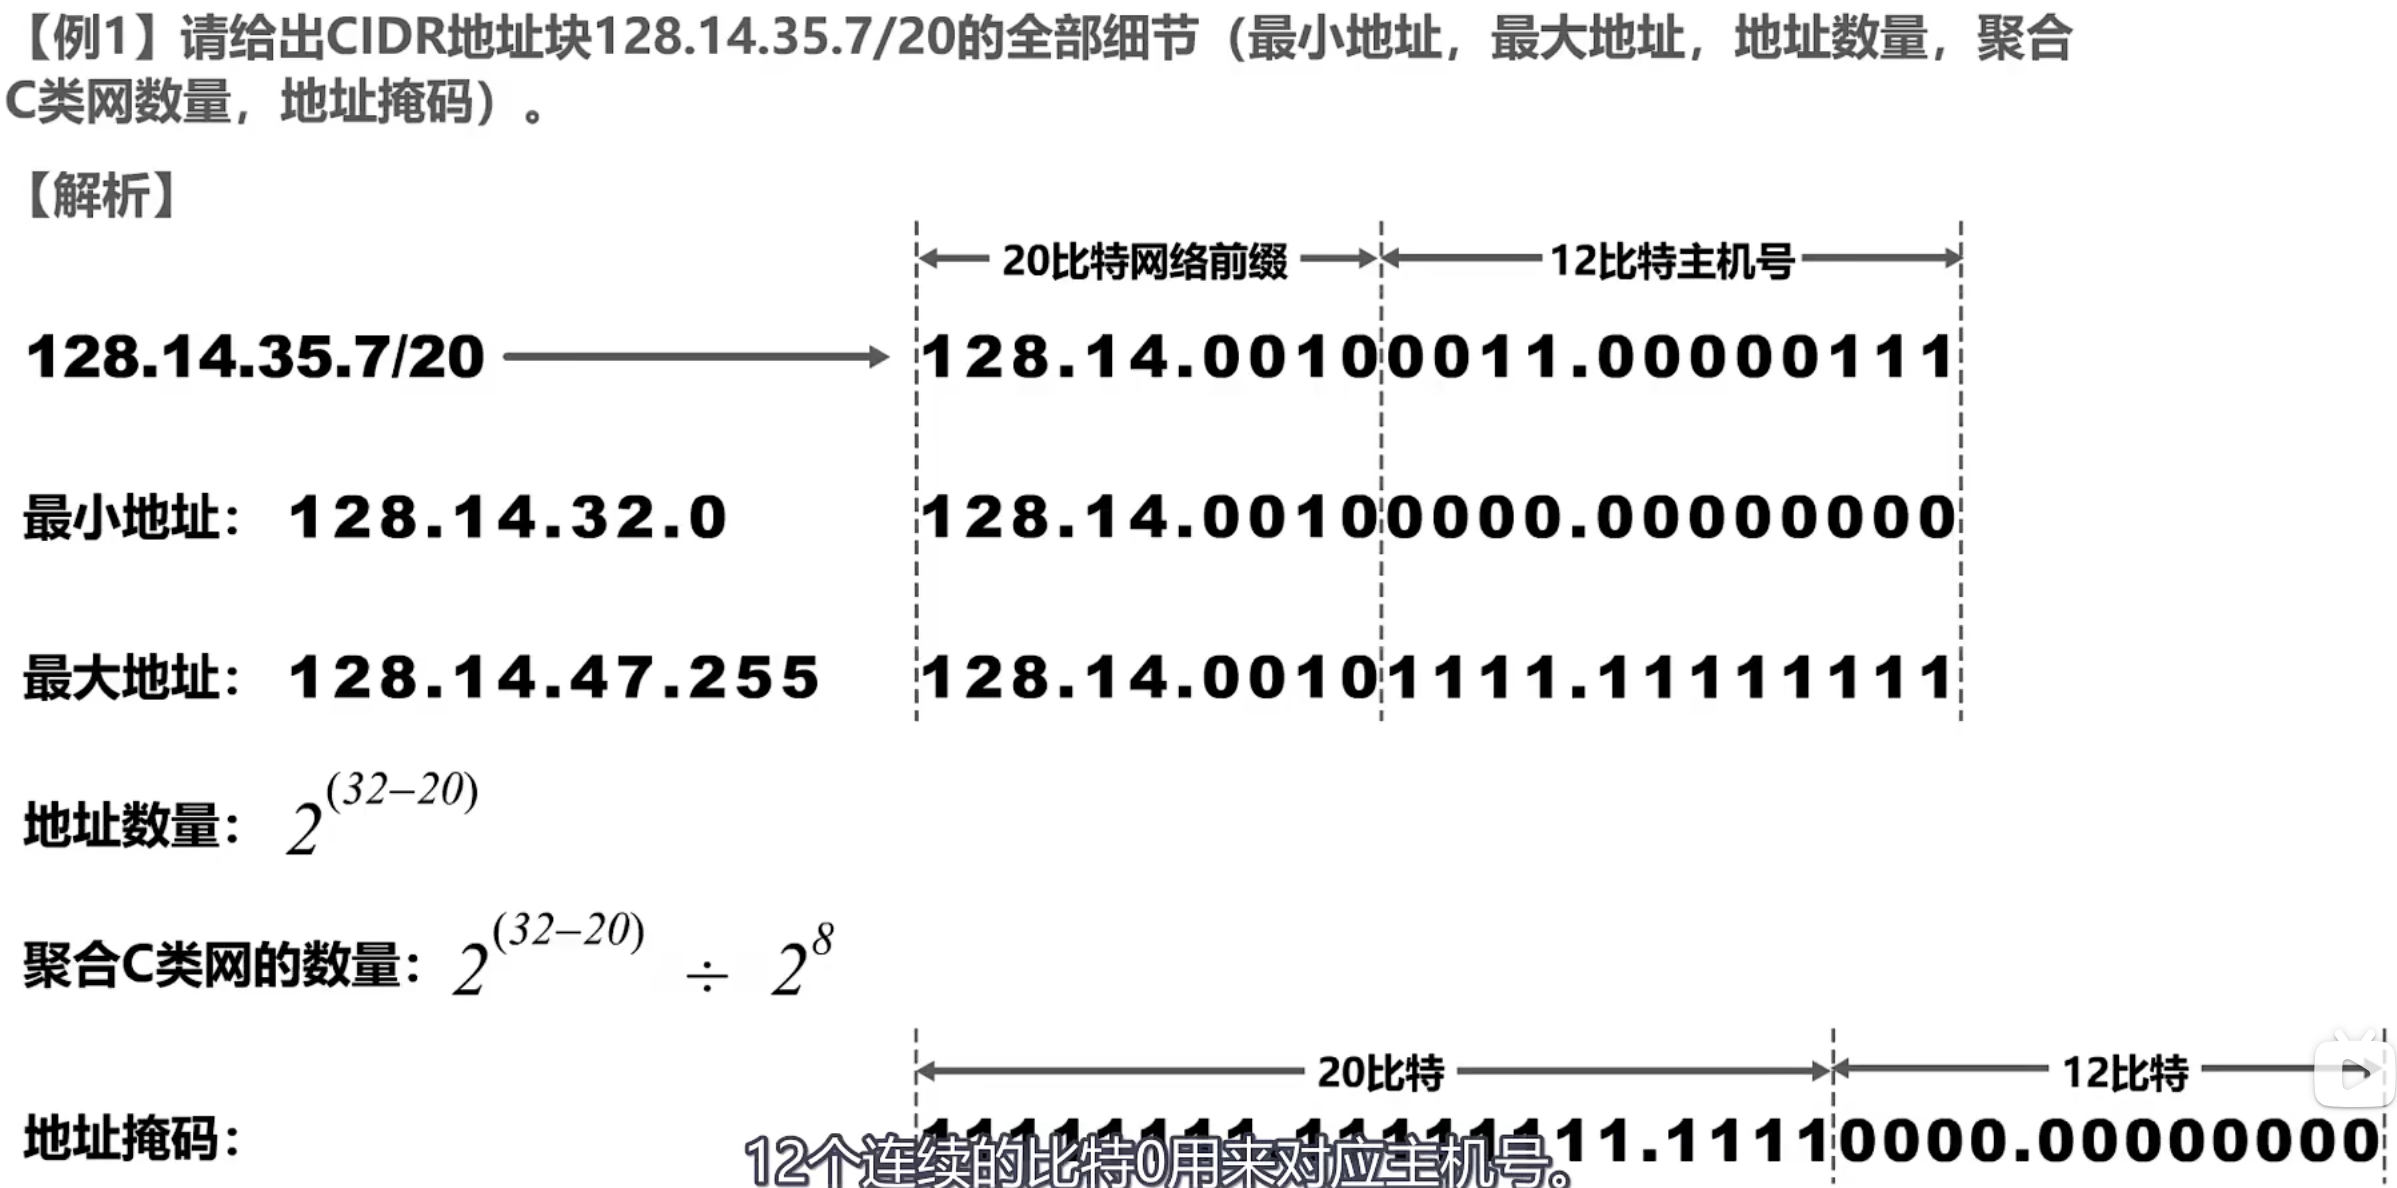 【例1】请给出CIDR地址块128.14.35.7/20的全部细节（最小地址，最大地址，地址数量，聚合
C类网数量，地址掩码）。
【解析】
20比特网络前缀 12比特主机号
128.14.35.7/20 128.14.00100011.00000111
最小地址： 128.14.32.0 128.14.00100000.00000000
最大地址： 128.14.47.255 128.14.00101111.11111111
地址数量： 2^(32-20)
聚合C类网的数量：2^(32-20) ÷ 2^8
20比特 12比特
地址掩码： 11111111.11111111.11110000.00000000
12个连续的比特0用来对应主机号。